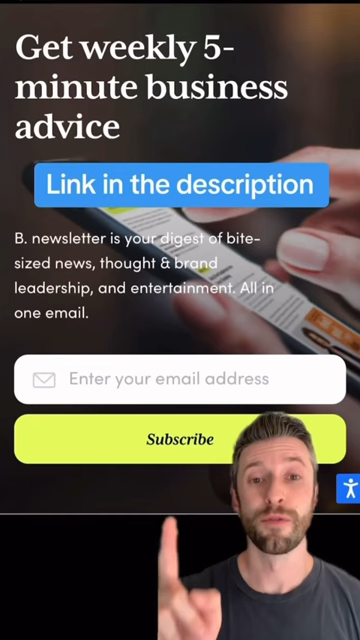 Get weekly 5-
minute business
advice
Link in the description
B. newsletter is your digest of bite-
sized news, thought & brand
leadership, and entertainment. All in
one email.
Enter your email address
Subscribe